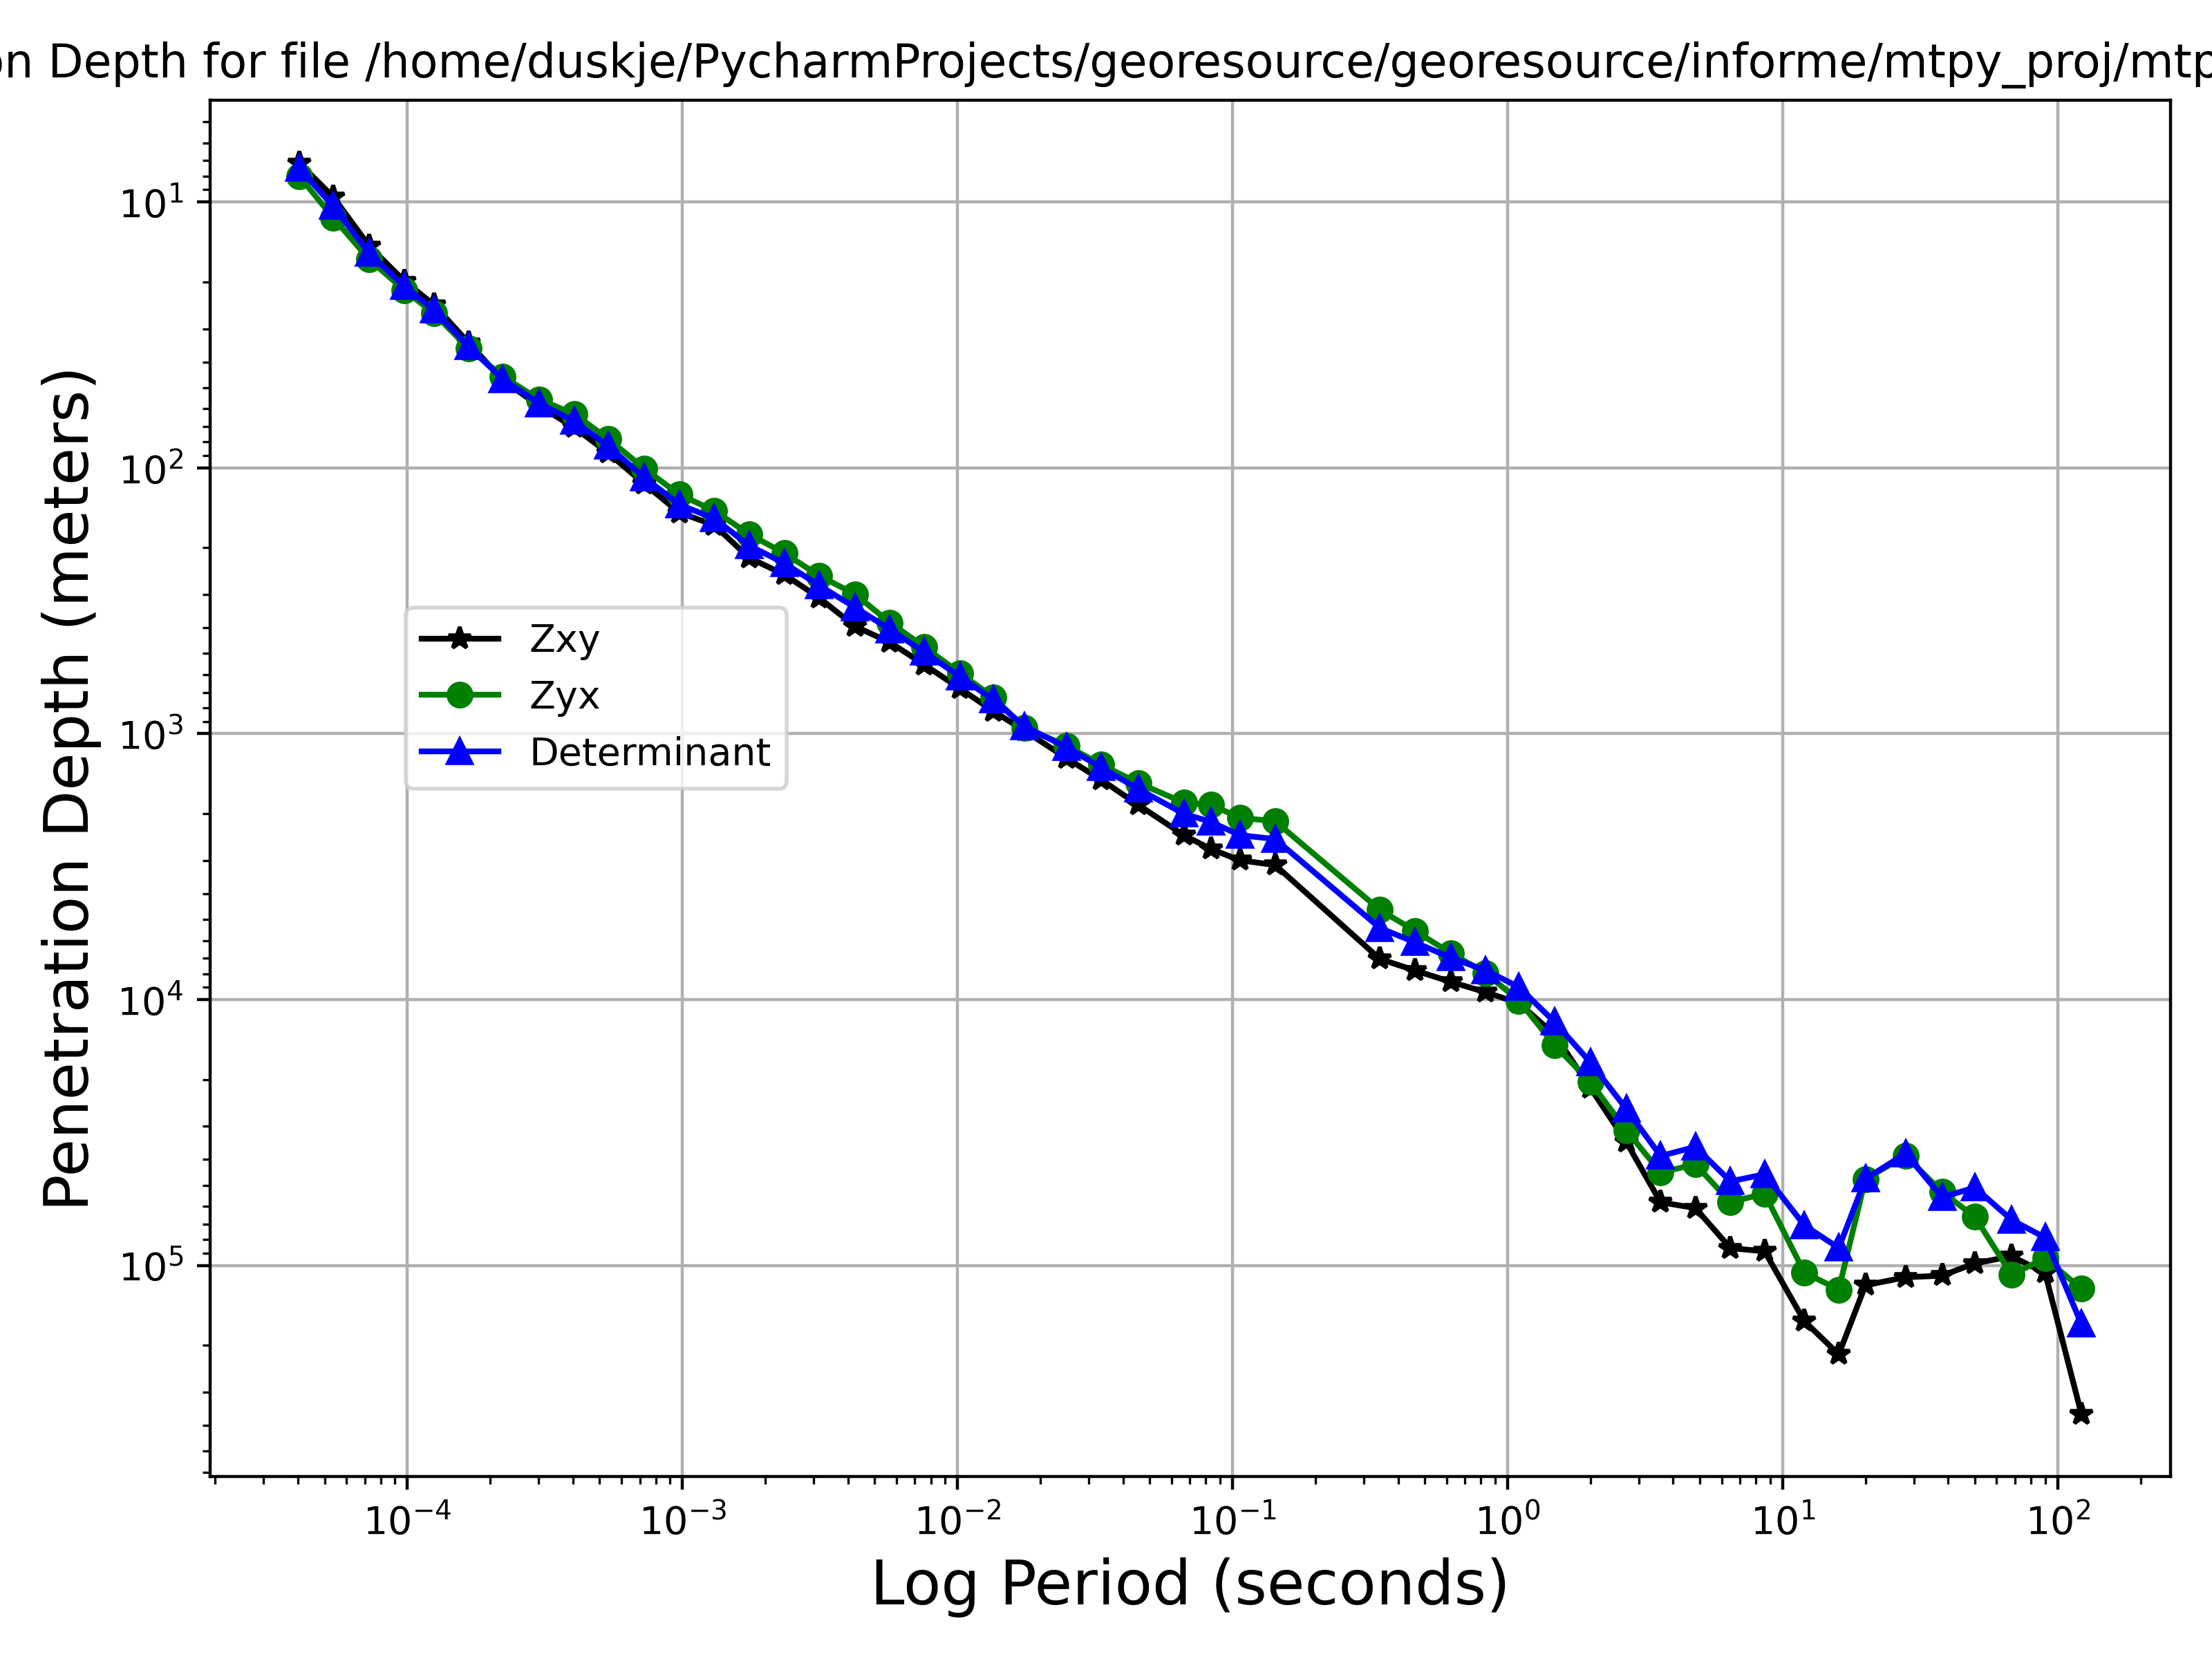 Depth for file /home/duskje/PycharmProjects/georesource/georesource/informe/mtpy_proj/mtp
Penetration Depth (meters)
10¹
10²
10³
10⁴
10⁵
Zxy
Zyx
Determinant
10⁻⁴
10⁻³
10⁻²
10⁻¹
10⁰
10¹
10²
Log Period (seconds)